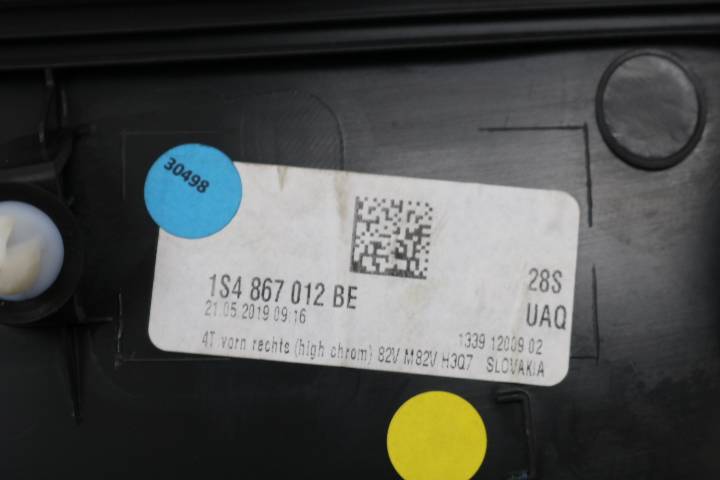 30498
1S4 867 012 BE
28S
21.05.2019 09:16
UAQ
1339 12009 02
4T vorn rechts (high chrom) 82V M82V H3Q7 SLOVAKIA